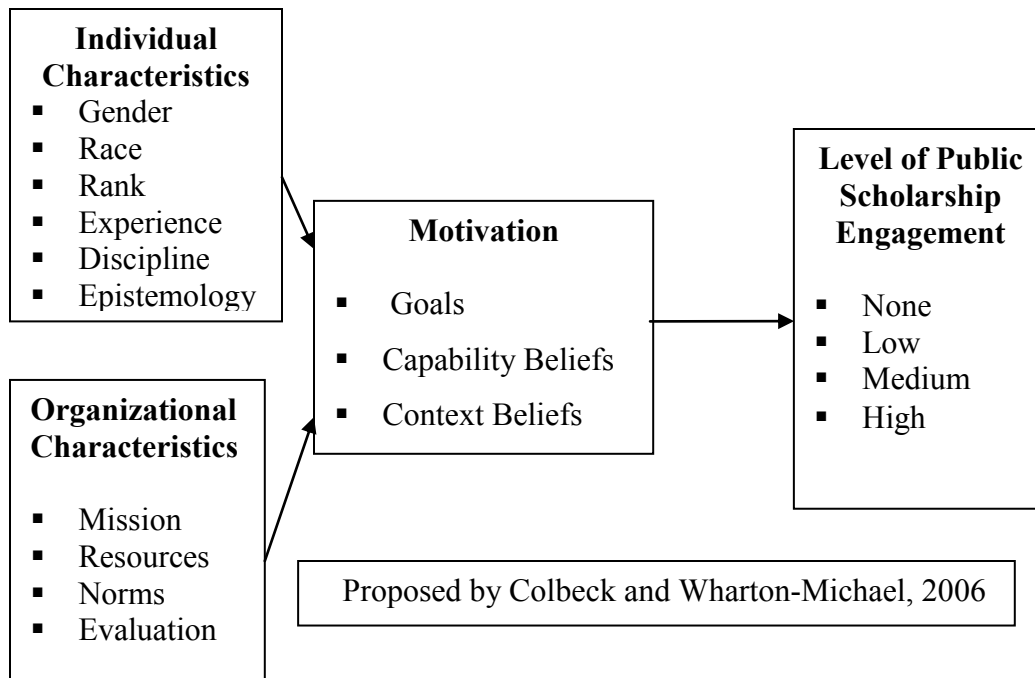 Individual
Characteristics
▪ Gender
▪ Race
▪ Rank
▪ Experience
▪ Discipline
▪ Epistemology
Organizational
Characteristics
▪ Mission
▪ Resources
▪ Norms
▪ Evaluation
Motivation
▪ Goals
▪ Capability Beliefs
▪ Context Beliefs
Level of Public
Scholarship
Engagement
▪ None
▪ Low
▪ Medium
▪ High
Proposed by Colbeck and Wharton-Michael, 2006